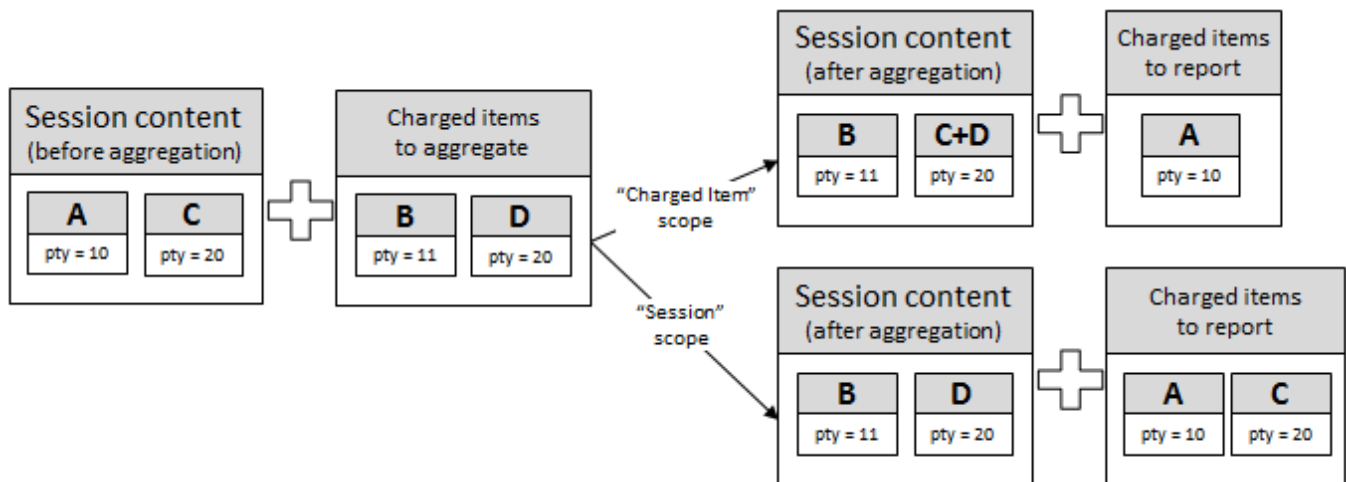 Session content
(before aggregation)
A
pty = 10
C
pty = 20
Charged items
to aggregate
B
pty = 11
D
pty = 20
“Charged Item”
scope
“Session”
scope
Session content
(after aggregation)
B
pty = 11
C+D
pty = 20
Charged items
to report
A
pty = 10
Session content
(after aggregation)
B
pty = 11
D
pty = 20
Charged items
to report
A
pty = 10
C
pty = 20